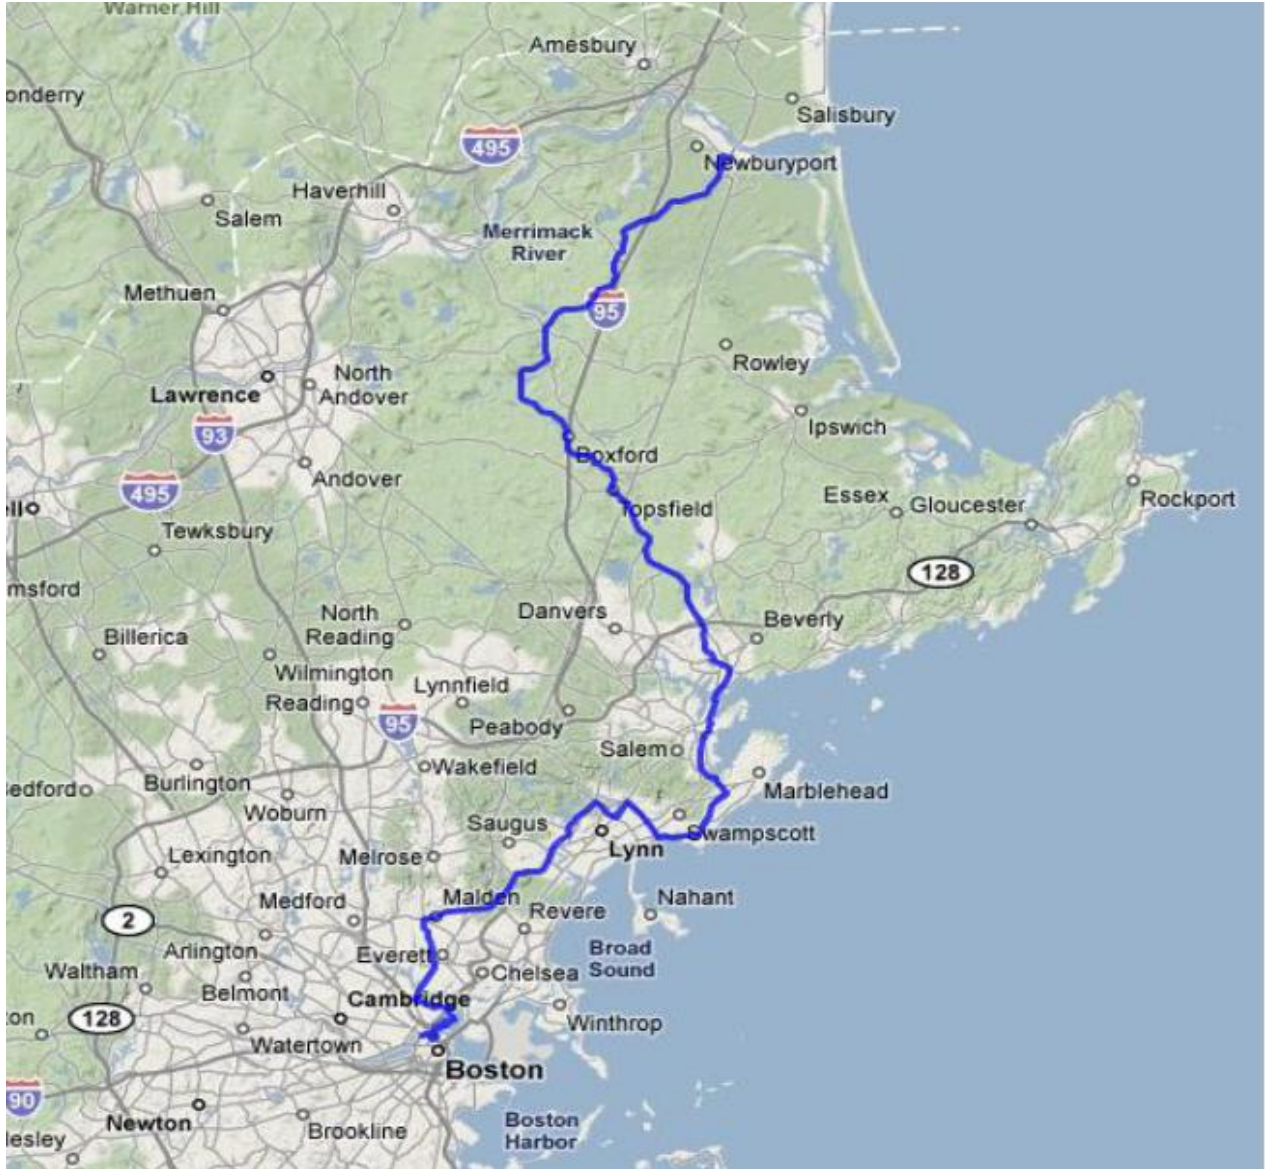 Warner Hill
Amesbury
onderry
Salisbury
495
Newburyport
Haverhill
Salem
Merrimack
River
Methuen
95
Rowley
North
Andover
Lawrence
Ipswich
93
Boxford
Andover
495
Essex
Gloucester
Rockport
ll
Topsfield
Tewksbury
128
msford
Danvers
North
Reading
Beverly
Billerica
Wilmington
Lynnfield
Reading
95
Peabody
Salem
Wakefield
Burlington
edford
Marblehead
Woburn
Saugus
Swampscott
Lynn
Lexington
Melrose
Malden
Nahant
Medford
Revere
2
Arlington
Everett
Broad
Sound
Waltham
Chelsea
Belmont
Cambridge
ton
128
Winthrop
Watertown
Boston
90
Newton
Boston
Harbor
Brookline
lesley